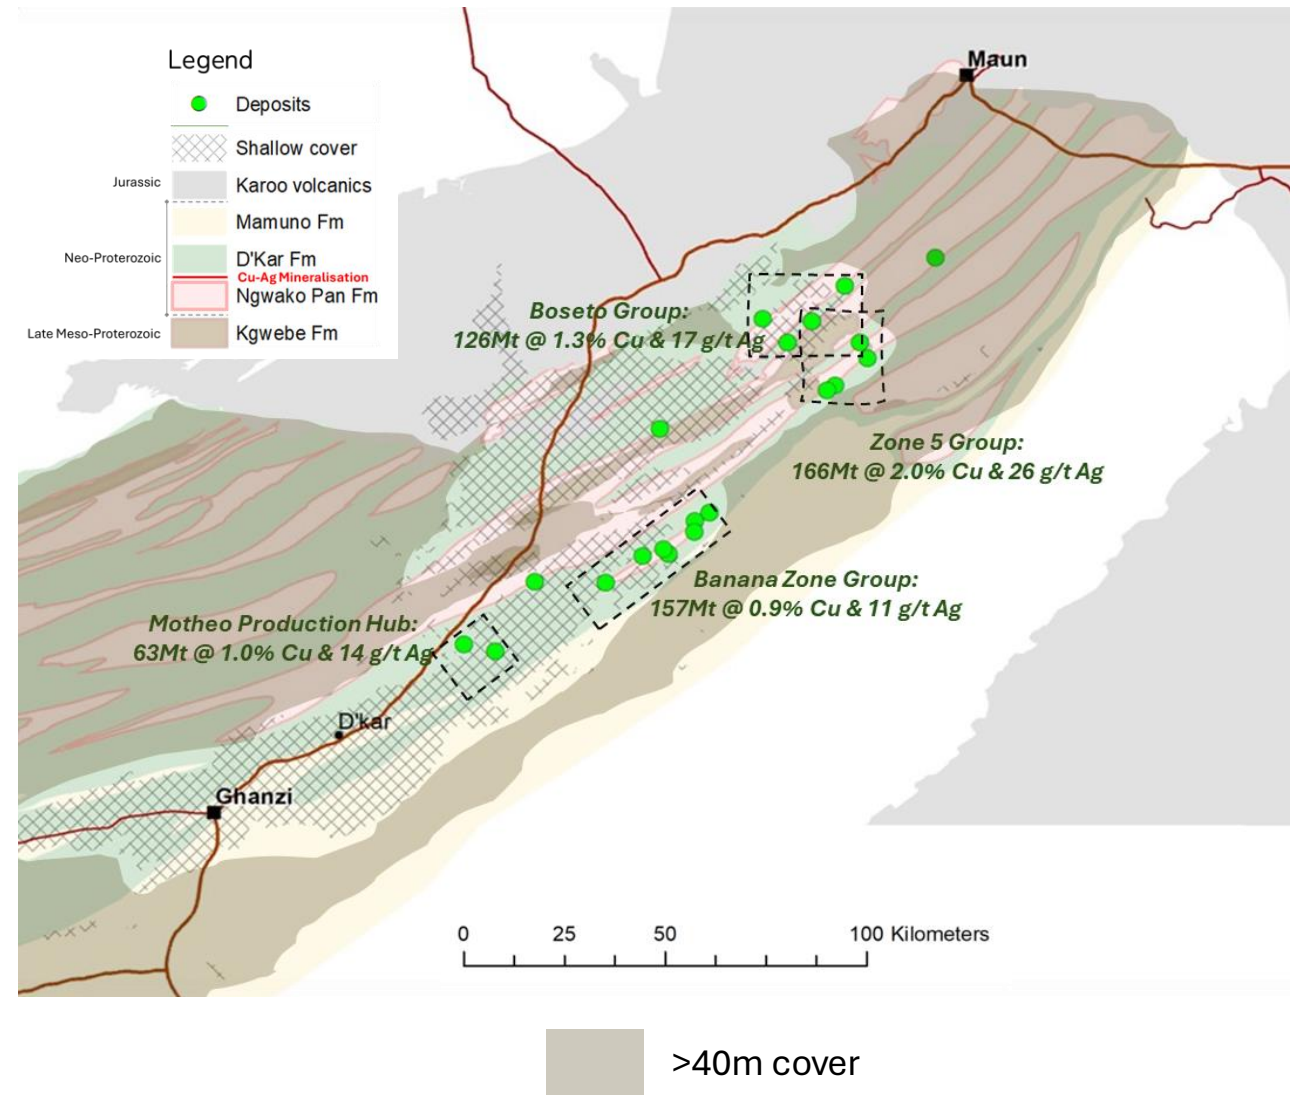 Legend
Deposits
Shallow cover
Jurassic
Karoo volcanics
Mamuno Fm
Neo-Proterozoic
D'Kar Fm
Cu-Ag Mineralisation
Ngwako Pan Fm
Late Meso-Proterozoic
Kgwebe Fm
Maun
Boseto Group:
126Mt @ 1.3% Cu & 17 g/t Ag
Zone 5 Group:
166Mt @ 2.0% Cu & 26 g/t Ag
Banana Zone Group:
157Mt @ 0.9% Cu & 11 g/t Ag
Motheo Production Hub:
63Mt @ 1.0% Cu & 14 g/t Ag
D'kar
Ghanzi
0 25 50 100 Kilometers
>40m cover